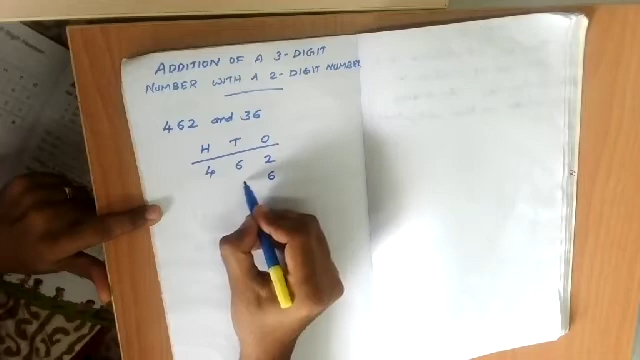 ADDITION OF A 3-DIGIT
NUMBER WITH A 2-DIGIT NUMBER
462 and 36
H T O
4 6 2
6